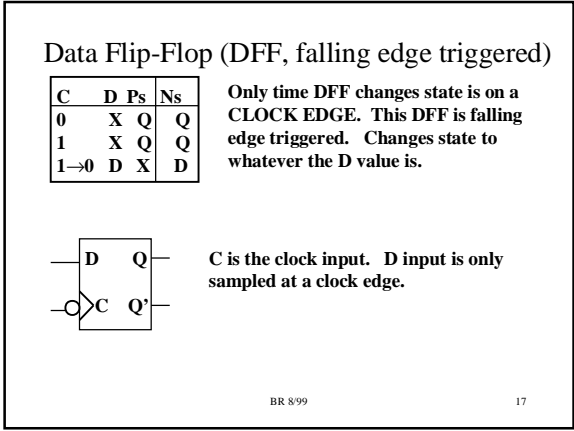 Data Flip-Flop (DFF, falling edge triggered)
C D Ps Ns
0 X Q Q
1 X Q Q
1→0 D X D
Only time DFF changes state is on a
CLOCK EDGE. This DFF is falling
edge triggered. Changes state to
whatever the D value is.
D Q
C Q'
C is the clock input. D input is only
sampled at a clock edge.
BR 8/99
17